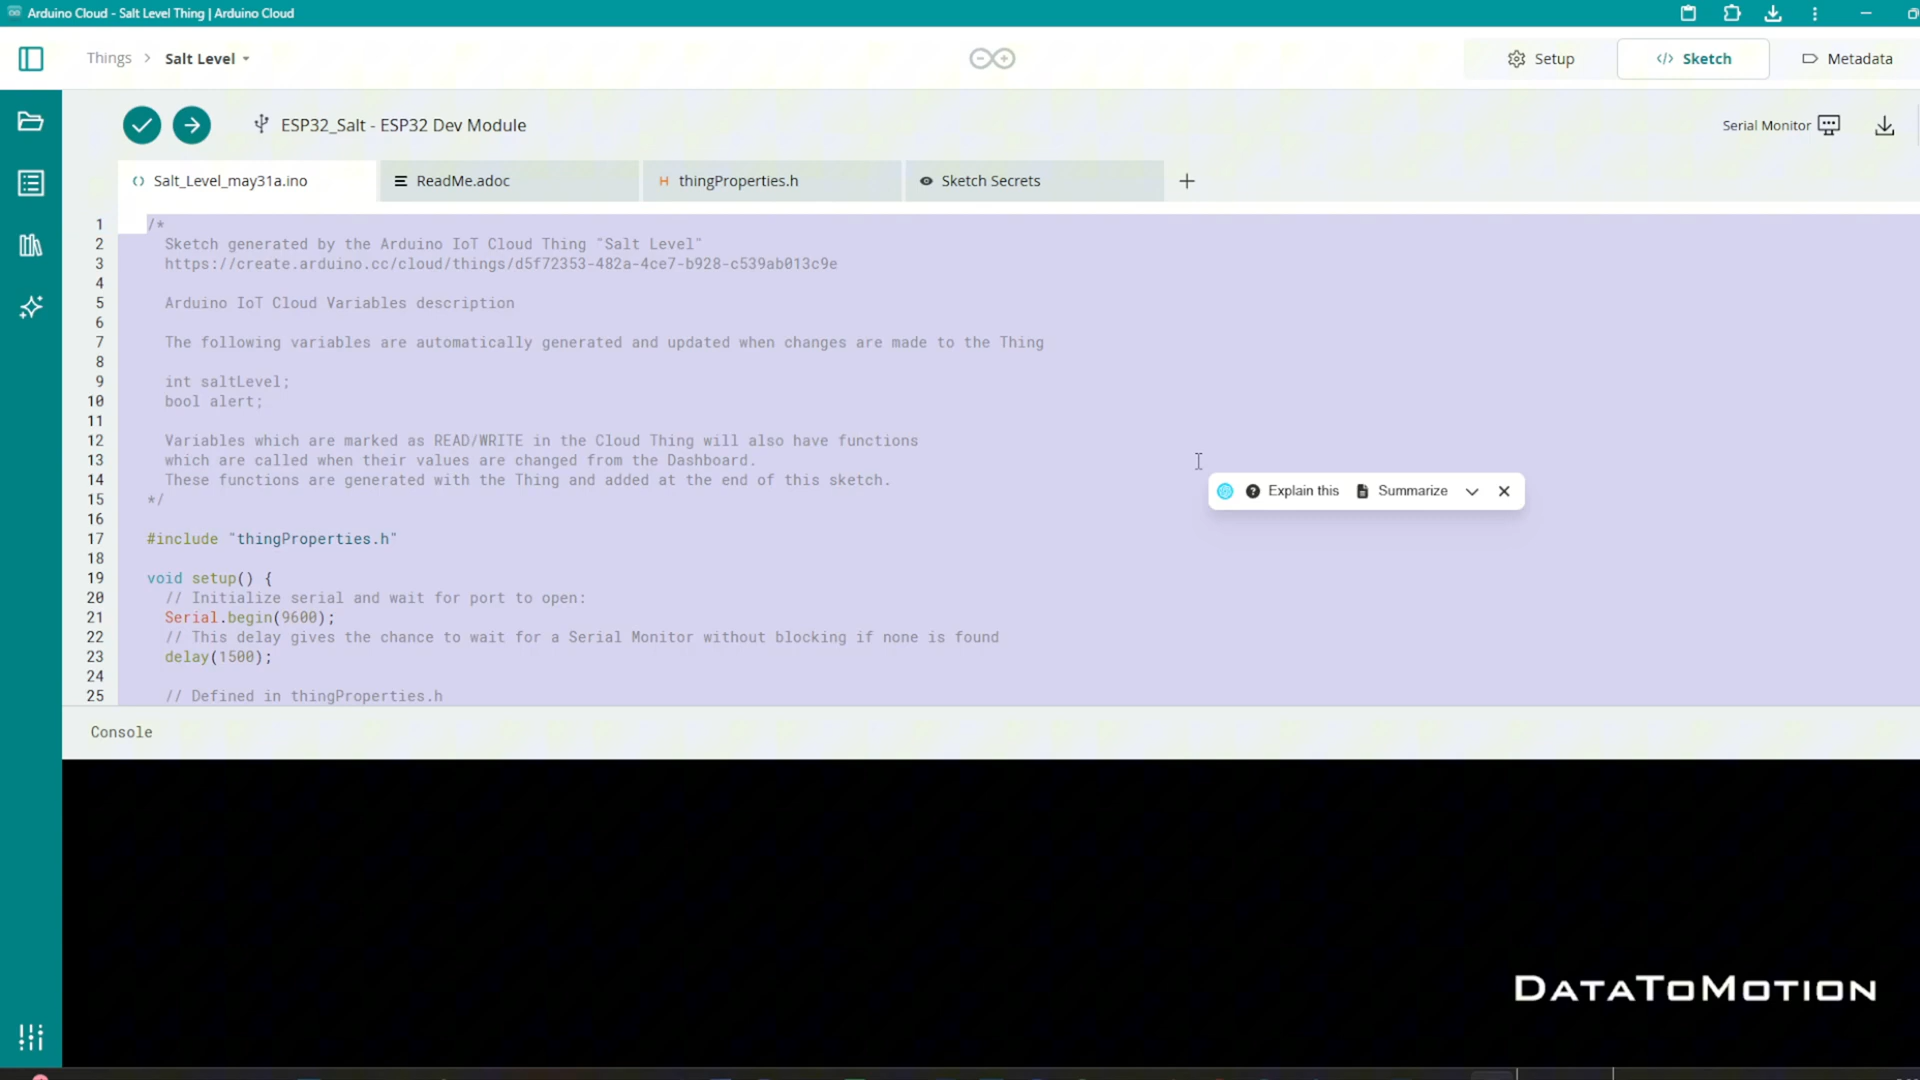 Arduino Cloud - Salt Level Thing | Arduino Cloud
Things > Salt Level
Setup
</> Sketch
Metadata
ESP32_Salt - ESP32 Dev Module
Serial Monitor
Salt_Level_may31a.ino
ReadMe.adoc
H thingProperties.h
Sketch Secrets
+
1 /*
2 Sketch generated by the Arduino IoT Cloud Thing "Salt Level"
3 https://create.arduino.cc/cloud/things/d5f72353-482a-4ce7-b928-c539ab013c9e
4
5 Arduino IoT Cloud Variables description
6
7 The following variables are automatically generated and updated when changes are made to the Thing
8
9 int saltLevel;
10 bool alert;
11
12 Variables which are marked as READ/WRITE in the Cloud Thing will also have functions
13 which are called when their values are changed from the Dashboard.
14 These functions are generated with the Thing and added at the end of this sketch.
15 */
16
17 #include "thingProperties.h"
18
19 void setup() {
20 // Initialize serial and wait for port to open:
21 Serial.begin(9600);
22 // This delay gives the chance to wait for a Serial Monitor without blocking if none is found
23 delay(1500);
24
25 // Defined in thingProperties.h
Explain this
Summarize
Console
DATATOMOTION